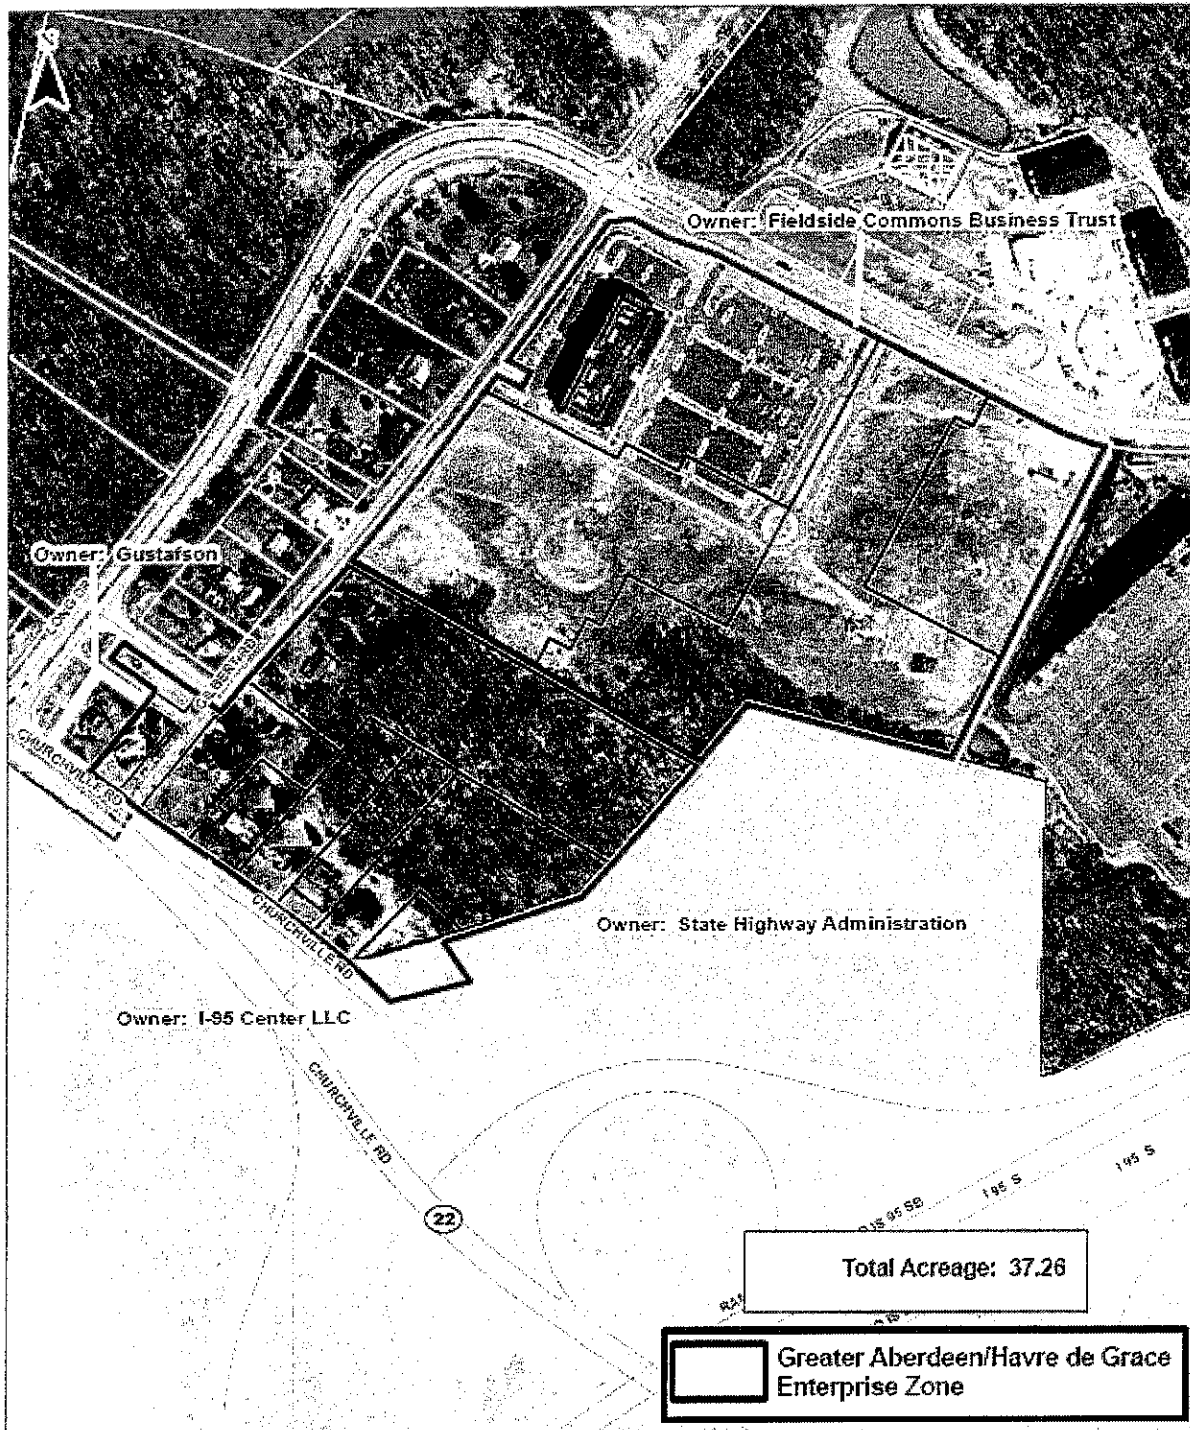 Owner: Fieldside Commons Business Trust
Owner: Gustafson
CHURCHVILLE RD
CHURCHVILLE RD
Owner: State Highway Administration
Owner: I-95 Center LLC
CHURCHVILLE RD
22
I 95 S
I 95 S
Total Acreage: 37.26
Greater Aberdeen/Havre de Grace
Enterprise Zone